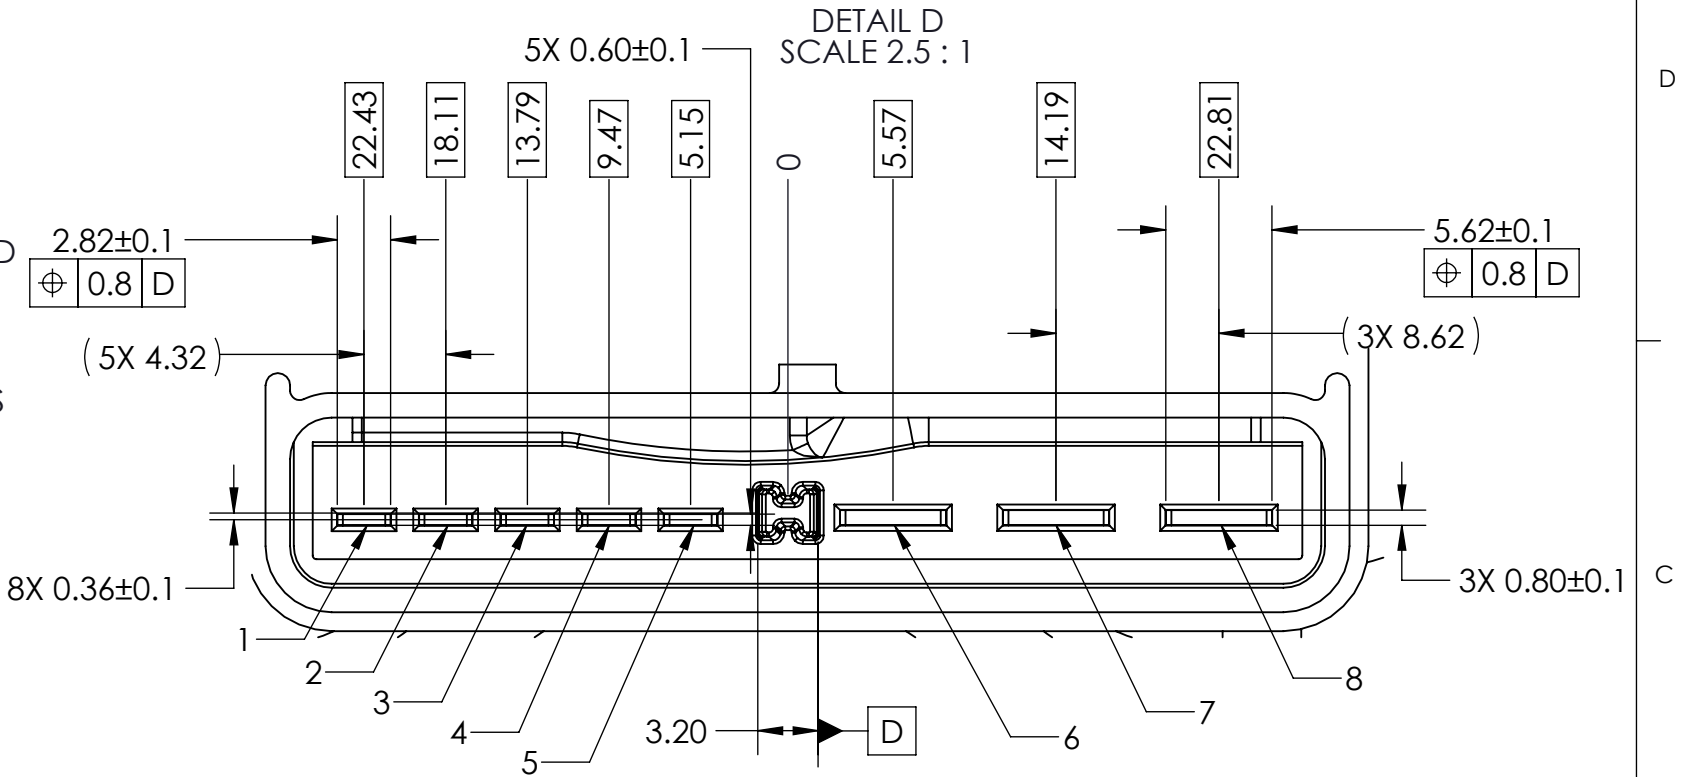 DETAIL D
SCALE 2.5 : 1
5X 0.60±0.1
D
22.43
18.11
13.79
9.47
5.15
0
5.57
14.19
22.81
D
2.82±0.1
⌖ 0.8 D
5.62±0.1
⌖ 0.8 D
( 5X 4.32 )
( 3X 8.62 )
S
8X 0.36±0.1
3X 0.80±0.1
C
1
2
3
4
5
3.20
D
6
7
8